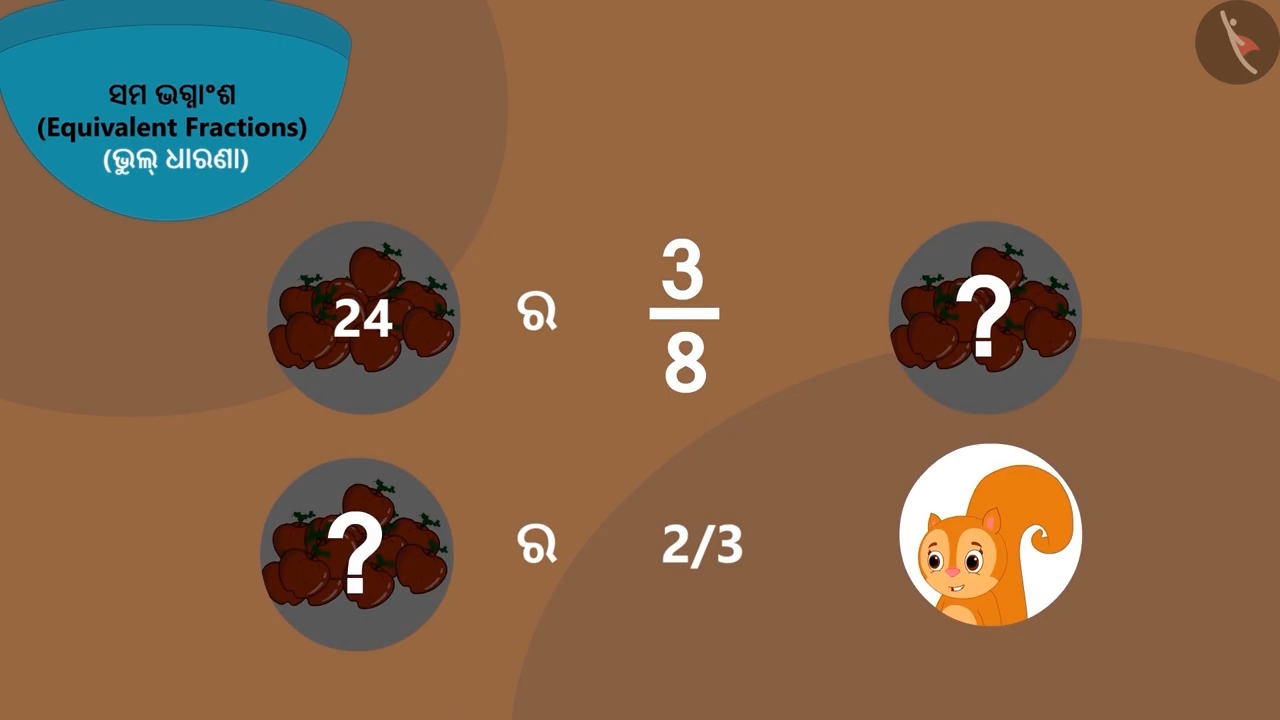 ସମ ଭଗ୍ନାଂଶ
(Equivalent Fractions)
(ଭୁଲ୍ ଧାରଣା)
24 ର 3/8 ?
? ର 2/3